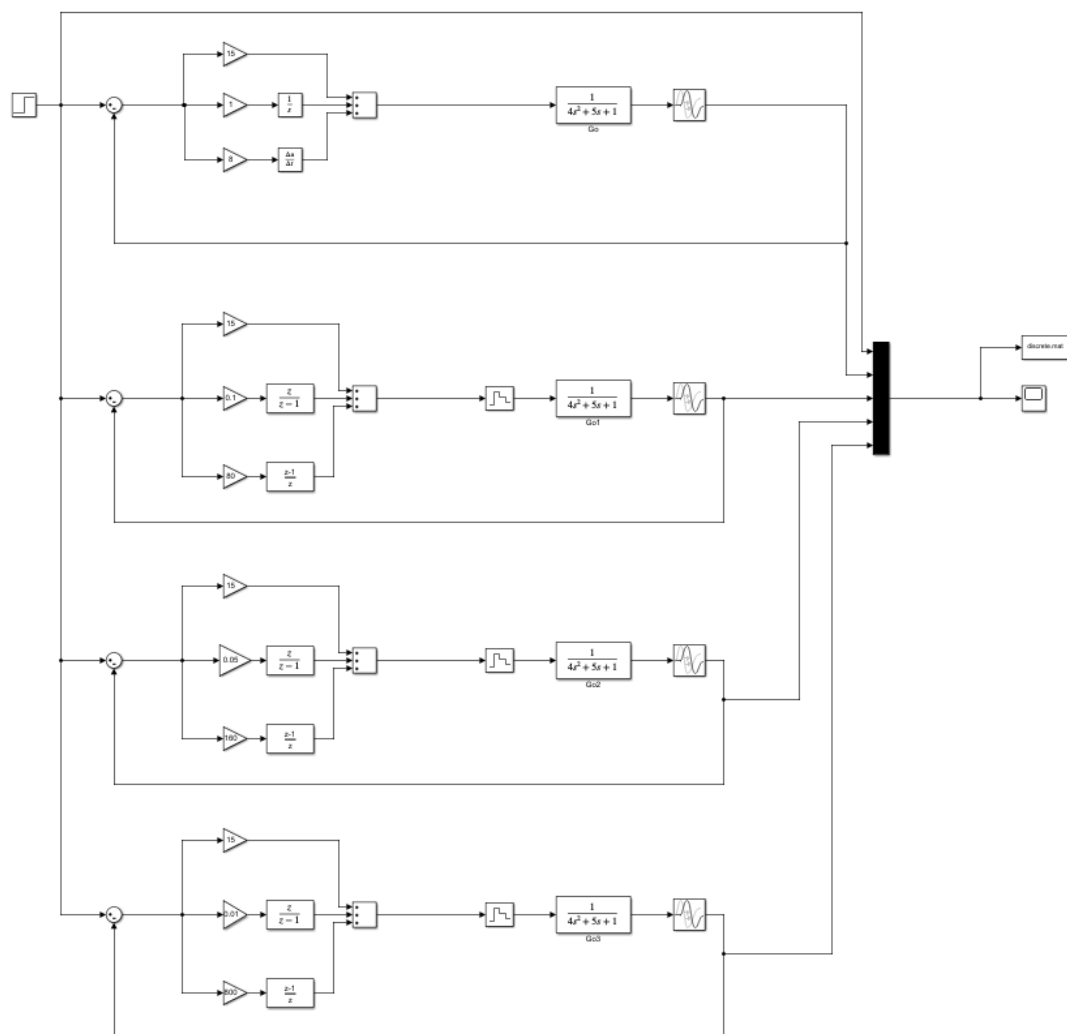 15
1
1/z
8
Δu/Δt
1/(4s²+5s+1)
Go
15
0.1
z/(z−1)
80
z-1/z
1/(4s²+5s+1)
Go1
discrete.mat
15
0.05
z/(z−1)
160
z-1/z
1/(4s²+5s+1)
Go2
15
0.01
z/(z−1)
800
z-1/z
1/(4s²+5s+1)
Go3